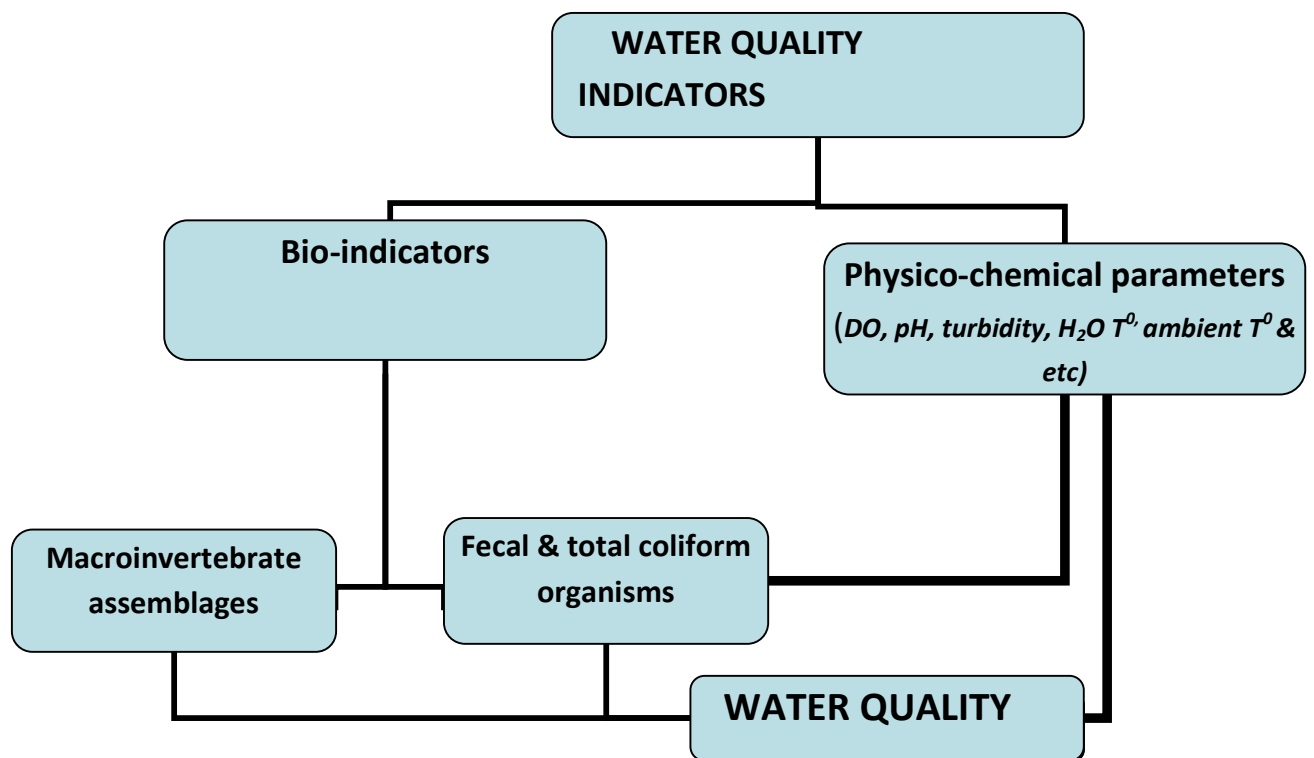 WATER QUALITY
INDICATORS
Bio-indicators
Physico-chemical parameters
(DO, pH, turbidity, H₂O T⁰, ambient T⁰ &
etc)
Macroinvertebrate
assemblages
Fecal & total coliform
organisms
WATER QUALITY